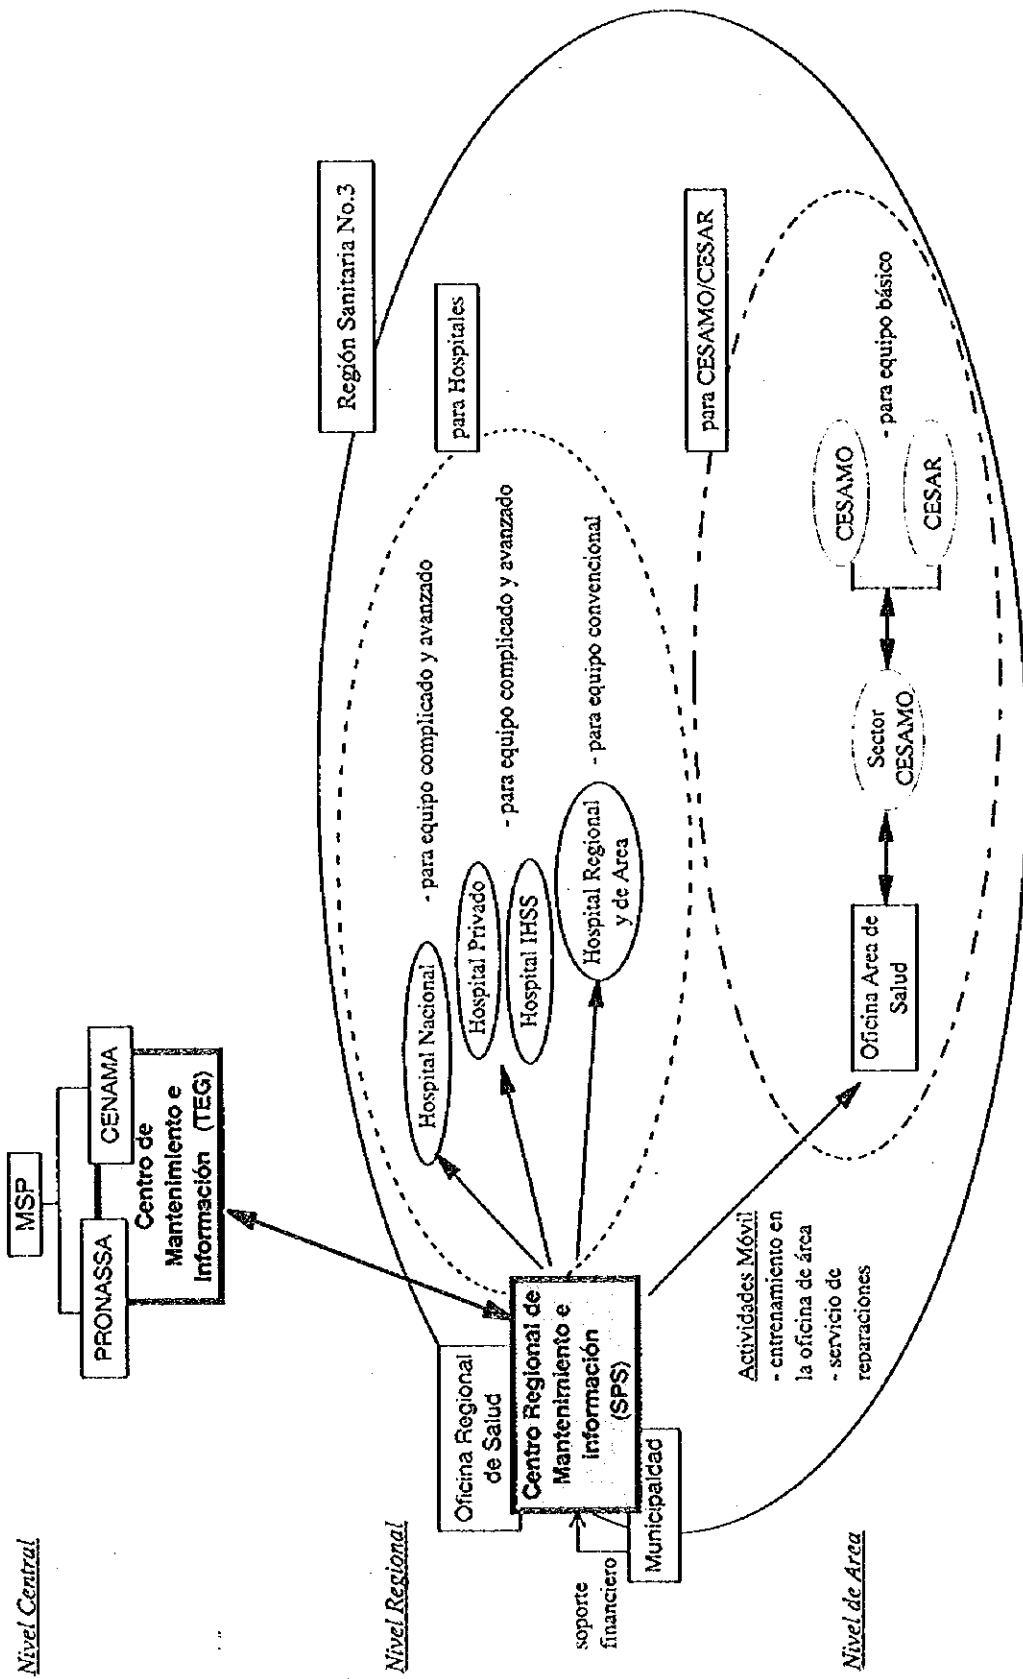 Nivel Central
MSP
PRONASSA
CENAMA
Centro de
Mantenimiento e
Información (TEG)
Nivel Regional
Región Sanitaria No.3
Oficina Regional
de Salud
Centro Regional de
Mantenimiento e
Información
(SPS)
soporte
financiero
Municipaldad
para Hospitales
Hospital Nacional
- para equipo complicado y avanzado
Hospital Privado
Hospital IHSS
- para equipo complicado y avanzado
Hospital Regional
y de Area
- para equipo convencional
Nivel de Area
Actividades Móvil
- entrenamiento en
la oficina de área
- servicio de
reparaciones
para CESAMO/CESAR
Oficina Area de
Salud
Sector
CESAMO
CESAMO
CESAR
- para equipo básico